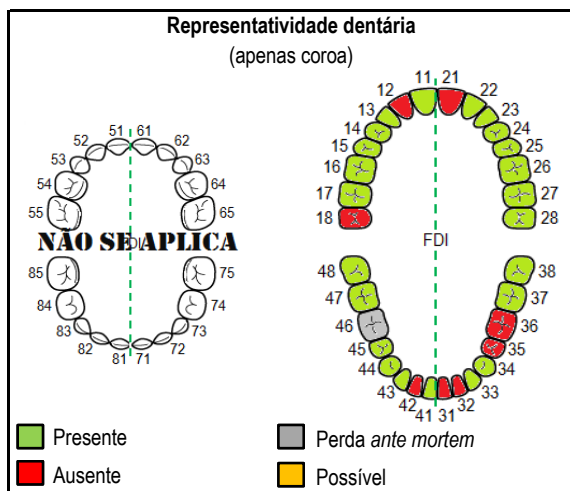 Representatividade dentária
(apenas coroa)
51 61
52 62
53 63
54 64
55 65
NÃO SE APLICA
85 75
84 74
83 73
82 72
81 71
11 21
12 22
13 23
14 24
15 25
16 26
17 27
18 28
FDI
48 38
47 37
46 36
45 35
44 34
43 33
42 41 31 32
Presente
Perda ante mortem
Ausente
Possível